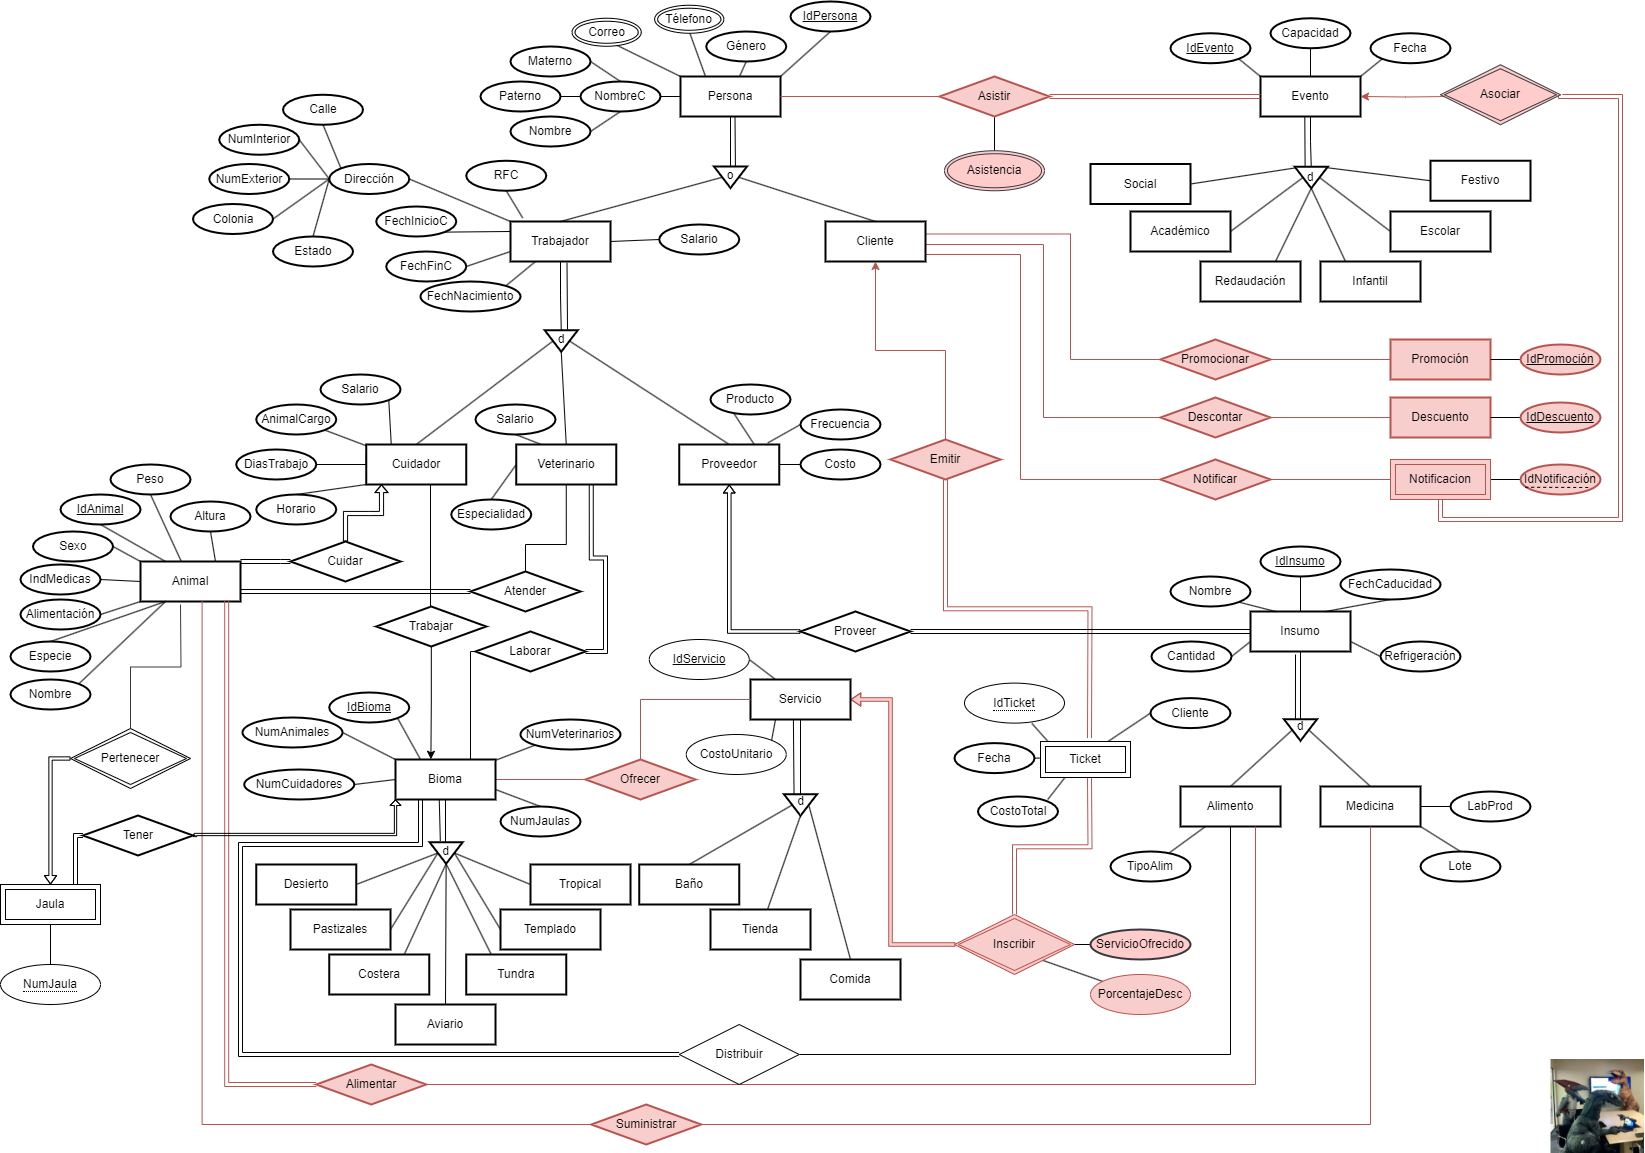 Correo
Télefono
IdPersona
Materno
Género
Paterno
NombreC
Persona
Nombre
Asistir
Asistencia
IdEvento
Capacidad
Fecha
Evento
Asociar
Calle
NumInterior
NumExterior
Dirección
Colonia
Estado
RFC
FechInicioC
FechFinC
FechNacimiento
Trabajador
Salario
o
Cliente
Social
d
Festivo
Académico
Escolar
Redaudación
Infantil
Promocionar
Promoción
IdPromoción
Descontar
Descuento
IdDescuento
Notificar
Notificacion
IdNotificación
d
Salario
AnimalCargo
DiasTrabajo
Cuidador
Horario
Salario
Veterinario
Especialidad
Producto
Frecuencia
Proveedor
Costo
Emitir
Peso
IdAnimal
Altura
Sexo
IndMedicas
Animal
Alimentación
Especie
Nombre
Cuidar
Atender
Trabajar
Laborar
Proveer
IdInsumo
Nombre
FechCaducidad
Insumo
Cantidad
Refrigeración
d
IdServicio
Servicio
CostoUnitario
d
IdTicket
Cliente
Fecha
Ticket
CostoTotal
Pertenecer
Tener
Jaula
NumJaula
IdBioma
NumAnimales
NumVeterinarios
NumCuidadores
Bioma
NumJaulas
Ofrecer
d
Desierto
Tropical
Pastizales
Templado
Costera
Tundra
Aviario
Baño
Tienda
Comida
Alimento
Medicina
LabProd
TipoAlim
Lote
Inscribir
ServicioOfrecido
PorcentajeDesc
Distribuir
Alimentar
Suministrar